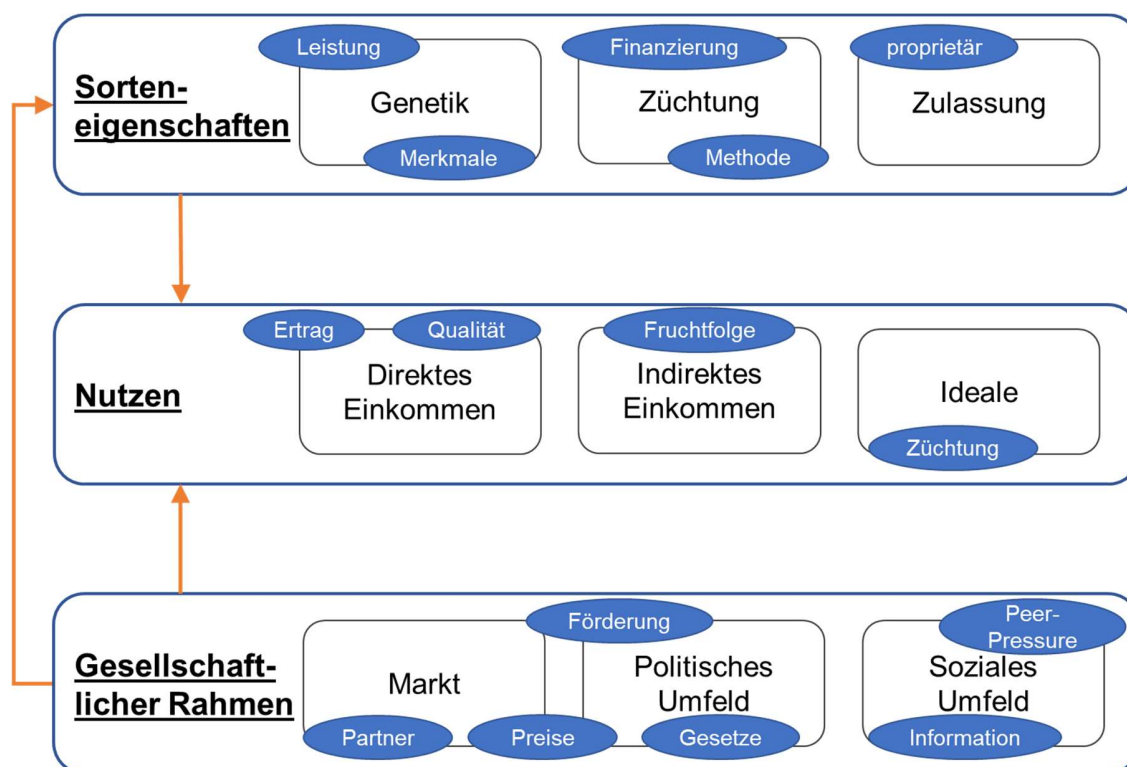 Leistung
Finanzierung
proprietär
Sorten-
eigenschaften
Genetik
Züchtung
Zulassung
Merkmale
Methode
Ertrag
Qualität
Fruchtfolge
Nutzen
Direktes
Einkommen
Indirektes
Einkommen
Ideale
Züchtung
Förderung
Peer-
Pressure
Gesellschaft-
licher Rahmen
Markt
Politisches
Umfeld
Soziales
Umfeld
Partner
Preise
Gesetze
Information